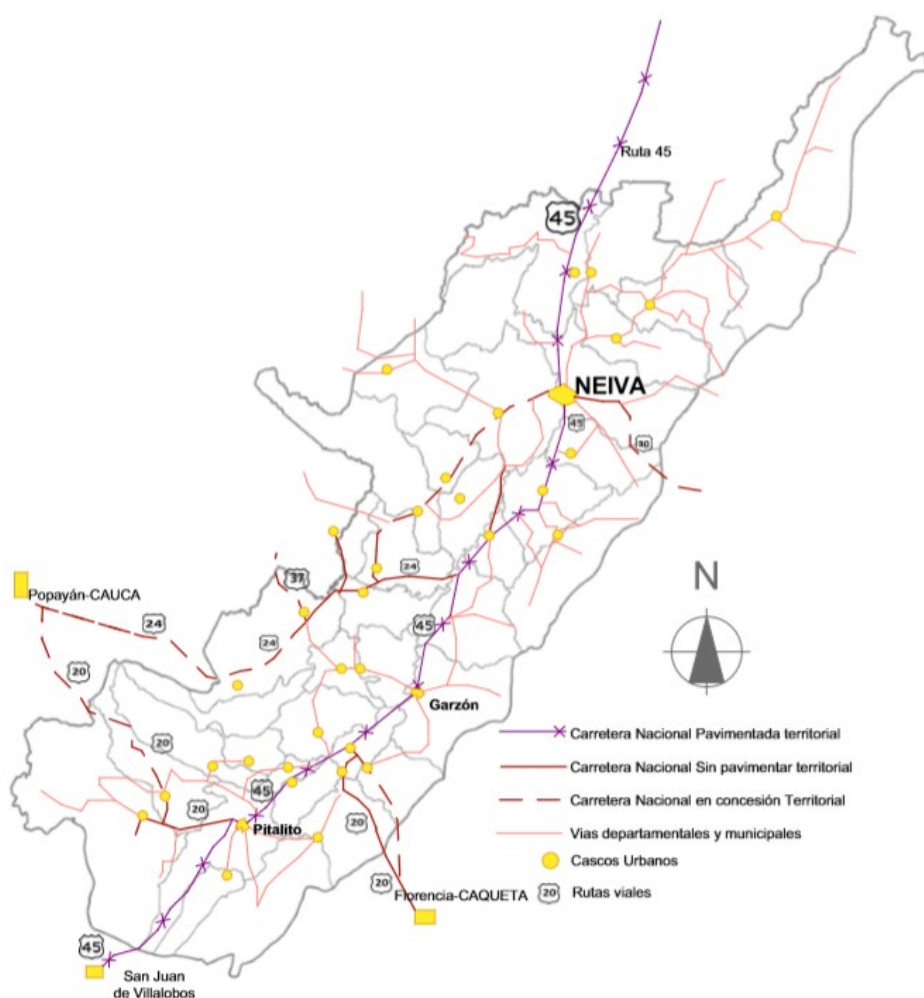 Ruta 45
45
NEIVA
45
30
24
37
Popayán-CAUCA
24
45
24
20
Garzón
20
45
20
Pitalito
20
20
Florencia-CAQUETA
45
San Juan
de Villalobos
N
Carretera Nacional Pavimentada territorial
Carretera Nacional Sin pavimentar territorial
Carretera Nacional en concesión Territorial
Vias departamentales y municipales
Cascos Urbanos
20 Rutas viales